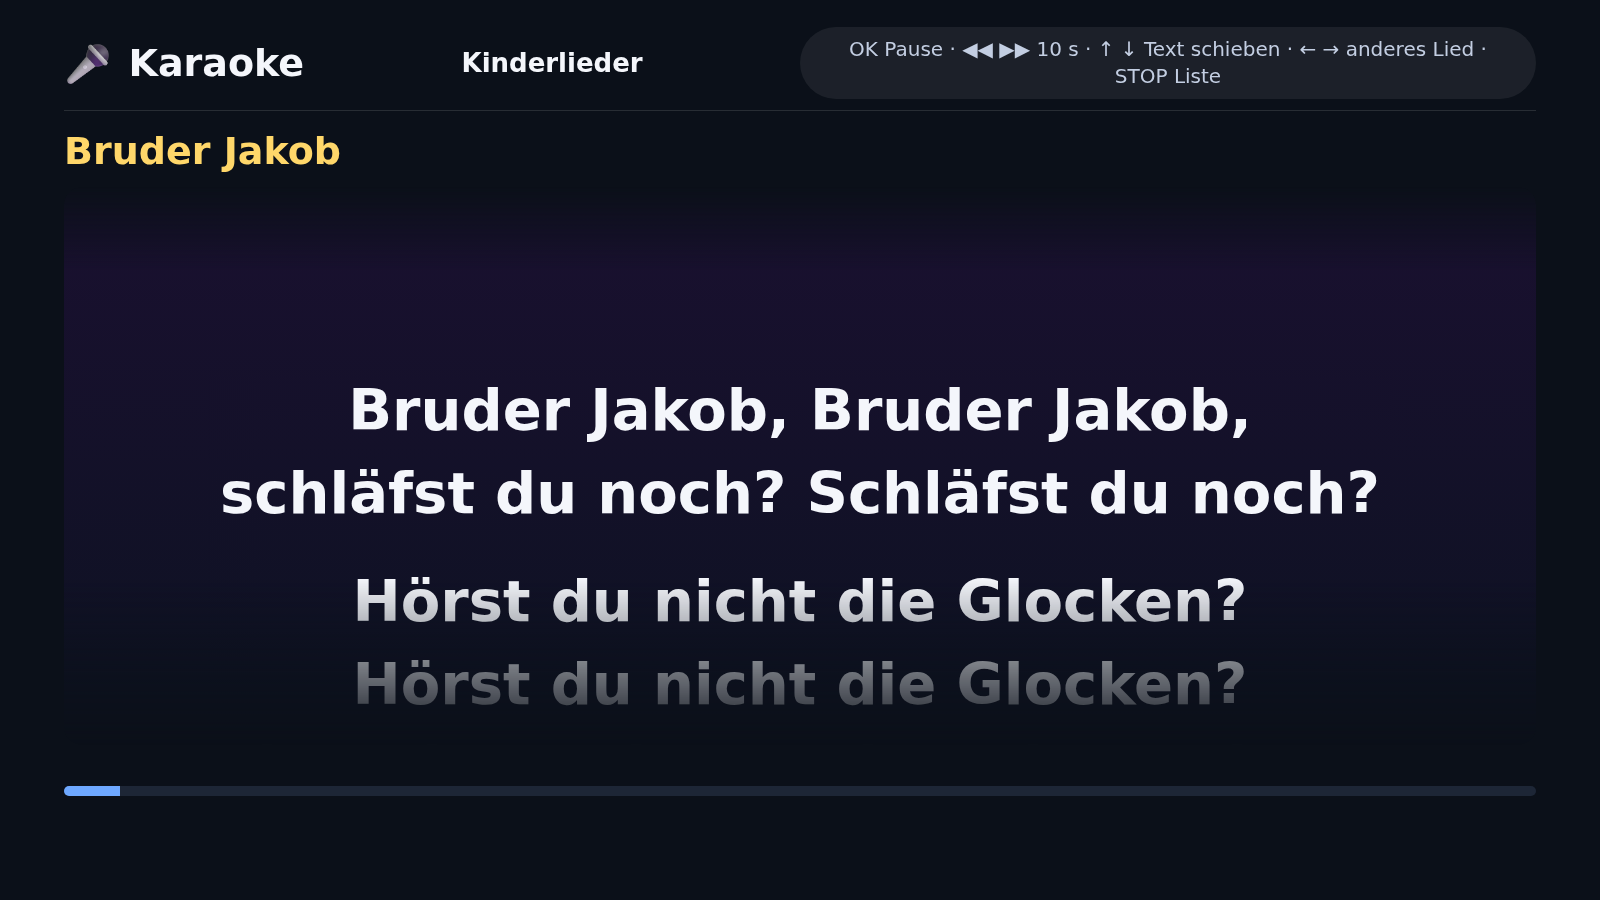 🎤 Karaoke
Kinderlieder
OK Pause · ◀◀ ▶▶ 10 s · ↑ ↓ Text schieben · ← → anderes Lied ·
STOP Liste
Bruder Jakob
Bruder Jakob, Bruder Jakob,
schläfst du noch? Schläfst du noch?
Hörst du nicht die Glocken?
Hörst du nicht die Glocken?